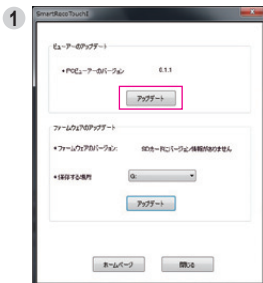 1
SmartReco Touch1
ビューアーのアップデート
•PCビューアーのバージョン 0.1.1
アップデート
ファームウェアのアップデート
•ファームウェアのバージョン: SDカードにバージョン情報がありません
•保存する場所 G:
アップデート
ホームページ
閉じる